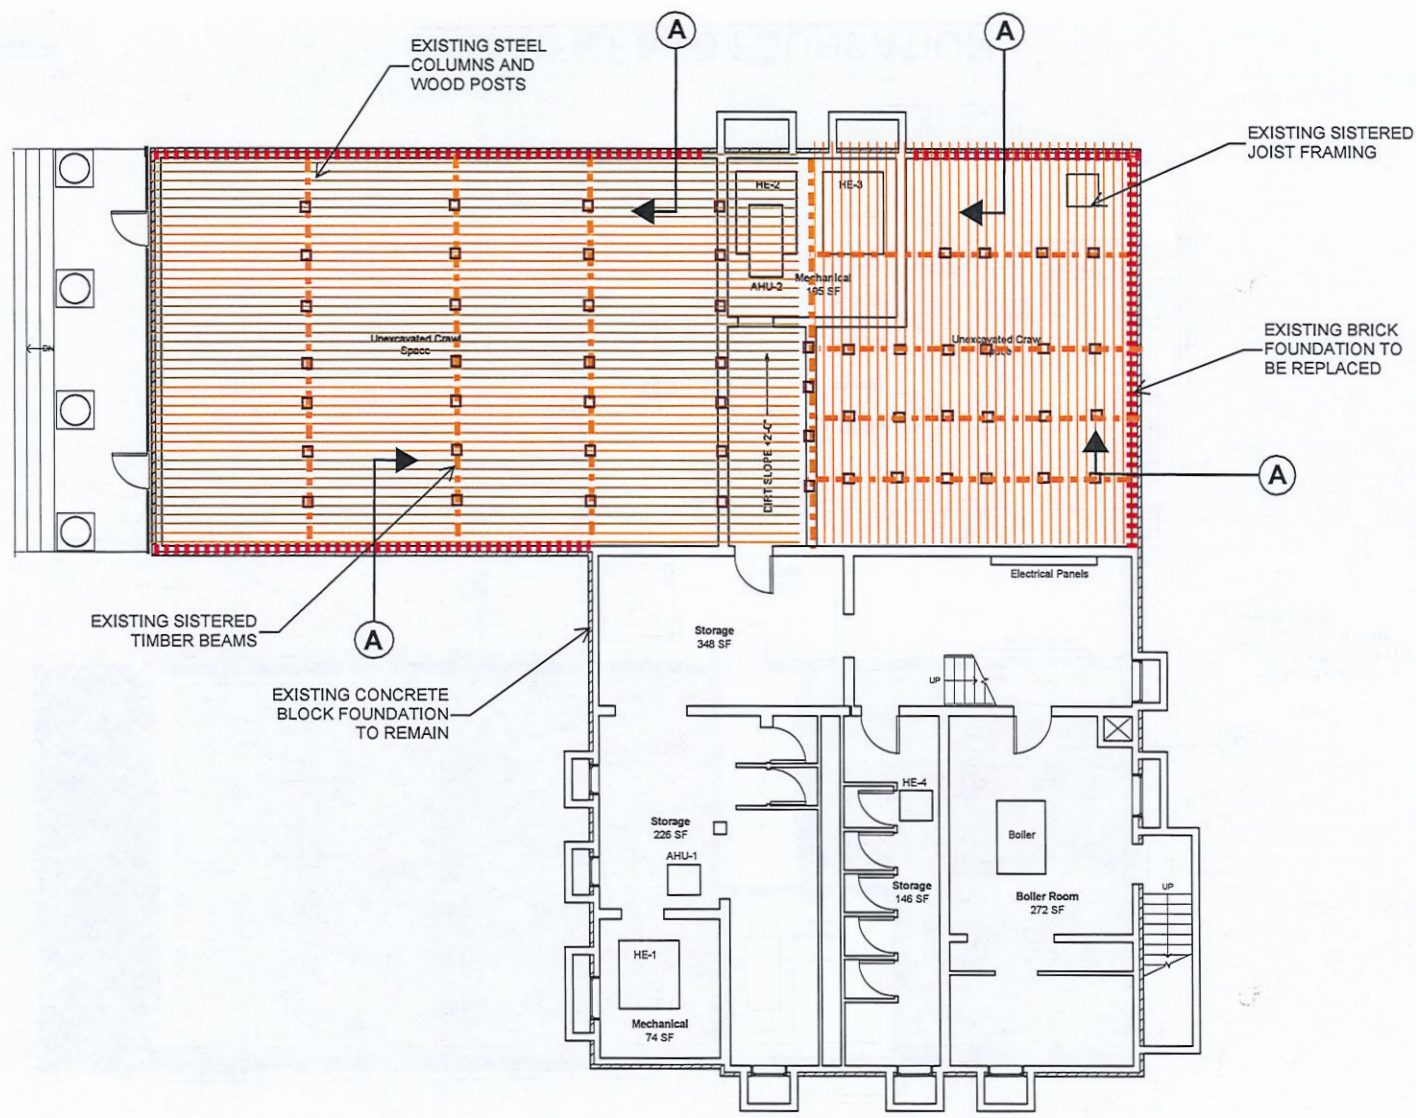 A
A
EXISTING STEEL
COLUMNS AND
WOOD POSTS
EXISTING SISTERED
JOIST FRAMING
HE-2
HE-3
AHU-2
Mechanical
195 SF
Unexcavated Crawl
Space
Unexcavated Crawl
Space
EXISTING BRICK
FOUNDATION TO
BE REPLACED
DN
DIRT SLOPE +2'-0"
A
Electrical Panels
EXISTING SISTERED
TIMBER BEAMS
A
Storage
348 SF
UP
EXISTING CONCRETE
BLOCK FOUNDATION
TO REMAIN
HE-4
Storage
226 SF
AHU-1
Boiler
Storage
146 SF
Boiler Room
272 SF
UP
HE-1
Mechanical
74 SF